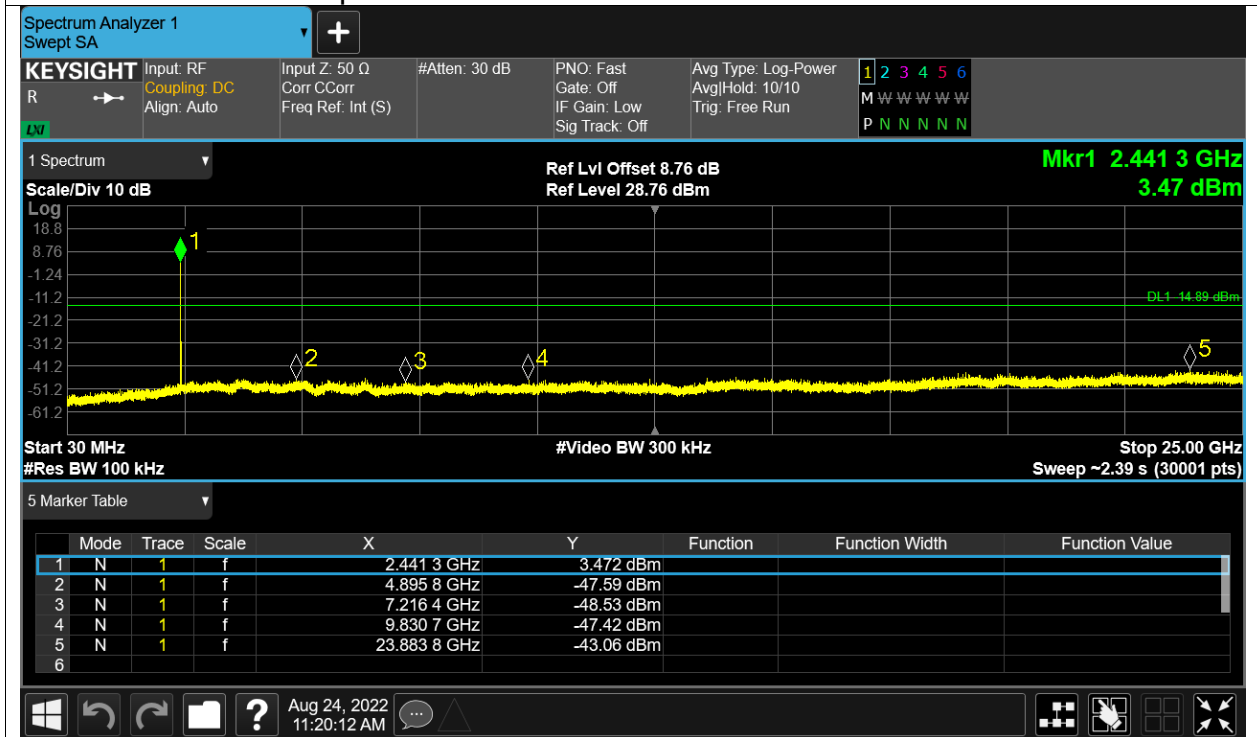 Spectrum Analyzer 1
Swept SA
+
KEYSIGHT Input: RF Input Z: 50 Ω #Atten: 30 dB PNO: Fast Avg Type: Log-Power 1 2 3 4 5 6
R Coupling: DC Corr CCorr Gate: Off Avg|Hold: 10/10 M W W W W W
Align: Auto Freq Ref: Int (S) IF Gain: Low Trig: Free Run
LXI Sig Track: Off P N N N N N
1 Spectrum Ref Lvl Offset 8.76 dB Mkr1 2.441 3 GHz
Scale/Div 10 dB Ref Level 28.76 dBm 3.47 dBm
Log
18.8
1
8.76
-1.24
-11.2 DL1 -14.89 dBm
-21.2
-31.2
2 3 4 5
-41.2
-51.2
-61.2
Start 30 MHz #Video BW 300 kHz Stop 25.00 GHz
#Res BW 100 kHz Sweep ~2.39 s (30001 pts)
5 Marker Table
Mode Trace Scale X Y Function Function Width Function Value
1 N 1 f 2.441 3 GHz 3.472 dBm
2 N 1 f 4.895 8 GHz -47.59 dBm
3 N 1 f 7.216 4 GHz -48.53 dBm
4 N 1 f 9.830 7 GHz -47.42 dBm
5 N 1 f 23.883 8 GHz -43.06 dBm
6
? Aug 24, 2022
11:20:12 AM